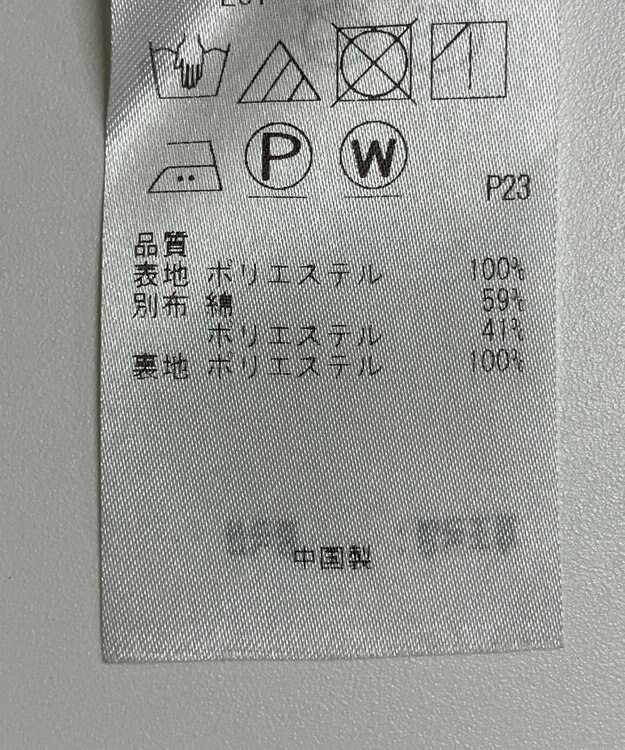 P W
P23
品質
表地 ポリエステル 100%
別布 綿 59%
ポリエステル 41%
裏地 ポリエステル 100%
中国製